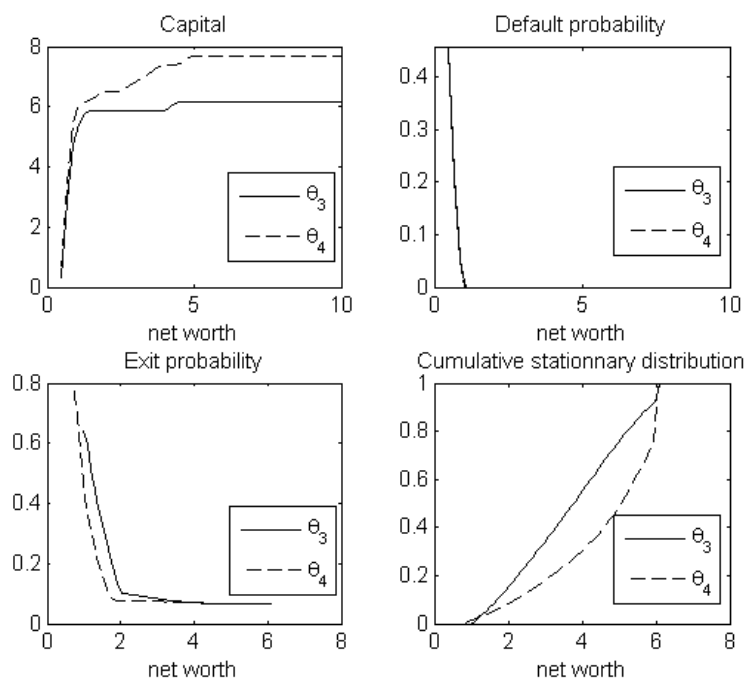 Capital
8
6
4
2
0
0
5
10
net worth
θ3
θ4
Default probability
0.4
0.3
0.2
0.1
0
0
5
10
net worth
θ3
θ4
Exit probability
0.8
0.6
0.4
0.2
0
0
2
4
6
8
net worth
θ3
θ4
Cumulative stationnary distribution
1
0.8
0.6
0.4
0.2
0
0
2
4
6
8
net worth
θ3
θ4